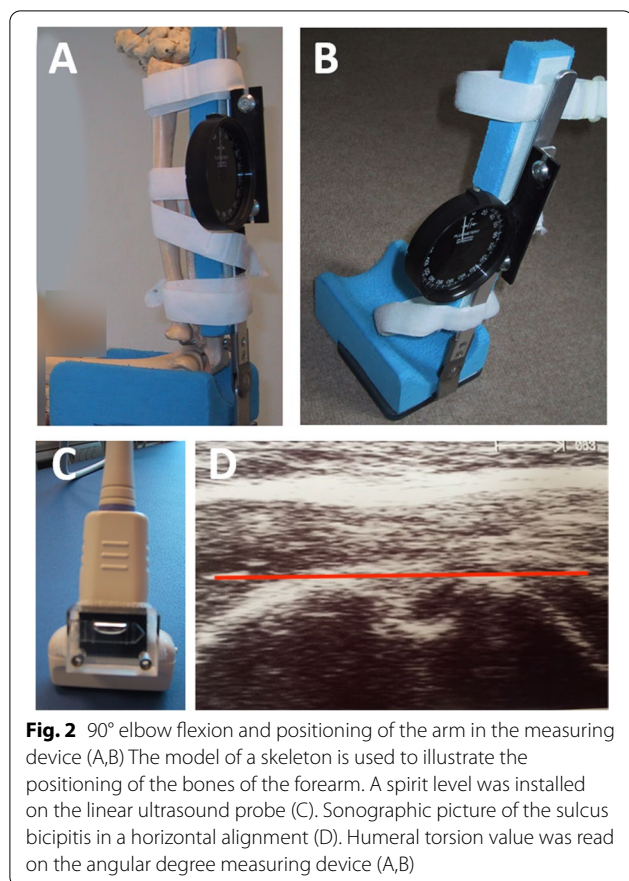 A
B
C
D
Fig. 2 90° elbow flexion and positioning of the arm in the measuring
device (A,B) The model of a skeleton is used to illustrate the
positioning of the bones of the forearm. A spirit level was installed
on the linear ultrasound probe (C). Sonographic picture of the sulcus
bicipitis in a horizontal alignment (D). Humeral torsion value was read
on the angular degree measuring device (A,B)